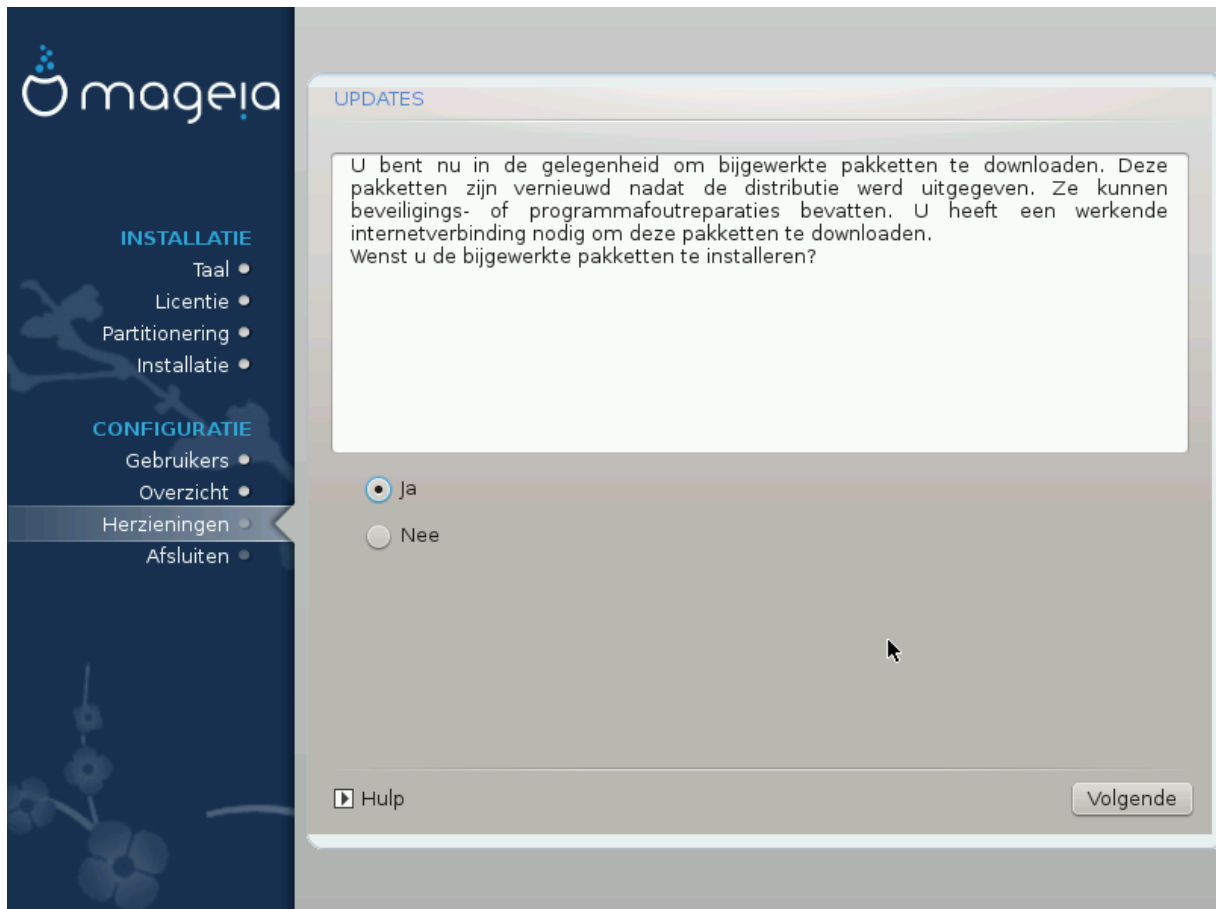 mageia
INSTALLATIE
Taal
Licentie
Partitionering
Installatie
CONFIGURATIE
Gebruikers
Overzicht
Herzieningen
Afsluiten
UPDATES
U bent nu in de gelegenheid om bijgewerkte pakketten te downloaden. Deze
pakketten zijn vernieuwd nadat de distributie werd uitgegeven. Ze kunnen
beveiligings- of programmafoutreparaties bevatten. U heeft een werkende
internetverbinding nodig om deze pakketten te downloaden.
Wenst u de bijgewerkte pakketten te installeren?
Ja
Nee
Hulp
Volgende